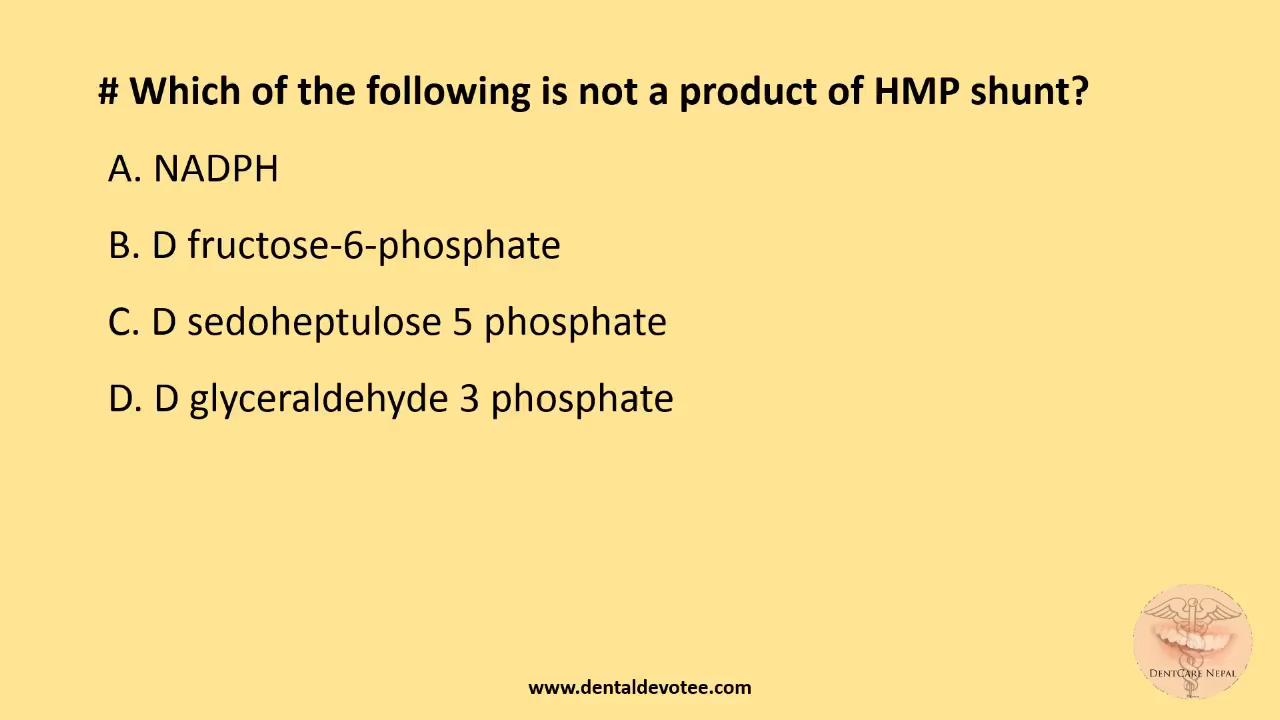 # Which of the following is not a product of HMP shunt?
A. NADPH
B. D fructose-6-phosphate
C. D sedoheptulose 5 phosphate
D. D glyceraldehyde 3 phosphate
DentCare Nepal
www.dentaldevotee.com